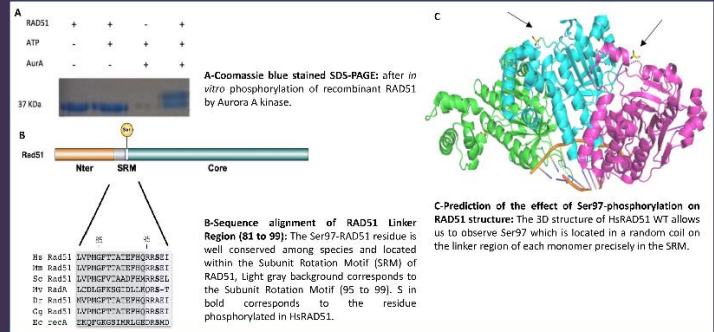 A
RAD51 + + - +
ATP - + + +
AurA - - + +
37 KDa
A-Coomassie blue stained SDS-PAGE: after in
vitro phosphorylation of recombinant RAD51
by Aurora A kinase.
B
Rad51
Nter SRM Core
85 95
Hs Rad51 LVPMGFTTATEFHQRRSEI
Mm Rad51 LVPMGFTTATEFHQRRSEI
Sc Rad51
Mv RadA
Dr Rad51
Gg Rad51 LVPMGFTTATEFHQRRSEI
Ec recA
B-Sequence alignment of RAD51 Linker
Region (81 to 99): The Ser97-RAD51 residue is
well conserved among species and located
within the Subunit Rotation Motif (SRM) of
RAD51, Light gray background corresponds to
the Subunit Rotation Motif (95 to 99). S in
bold corresponds to the residue
phosphorylated in HsRAD51.
C
C-Prediction of the effect of Ser97-phosphorylation on
RAD51 structure: The 3D structure of HsRAD51 WT allows
us to observe Ser97 which is located in a random coil on
the linker region of each monomer precisely in the SRM.